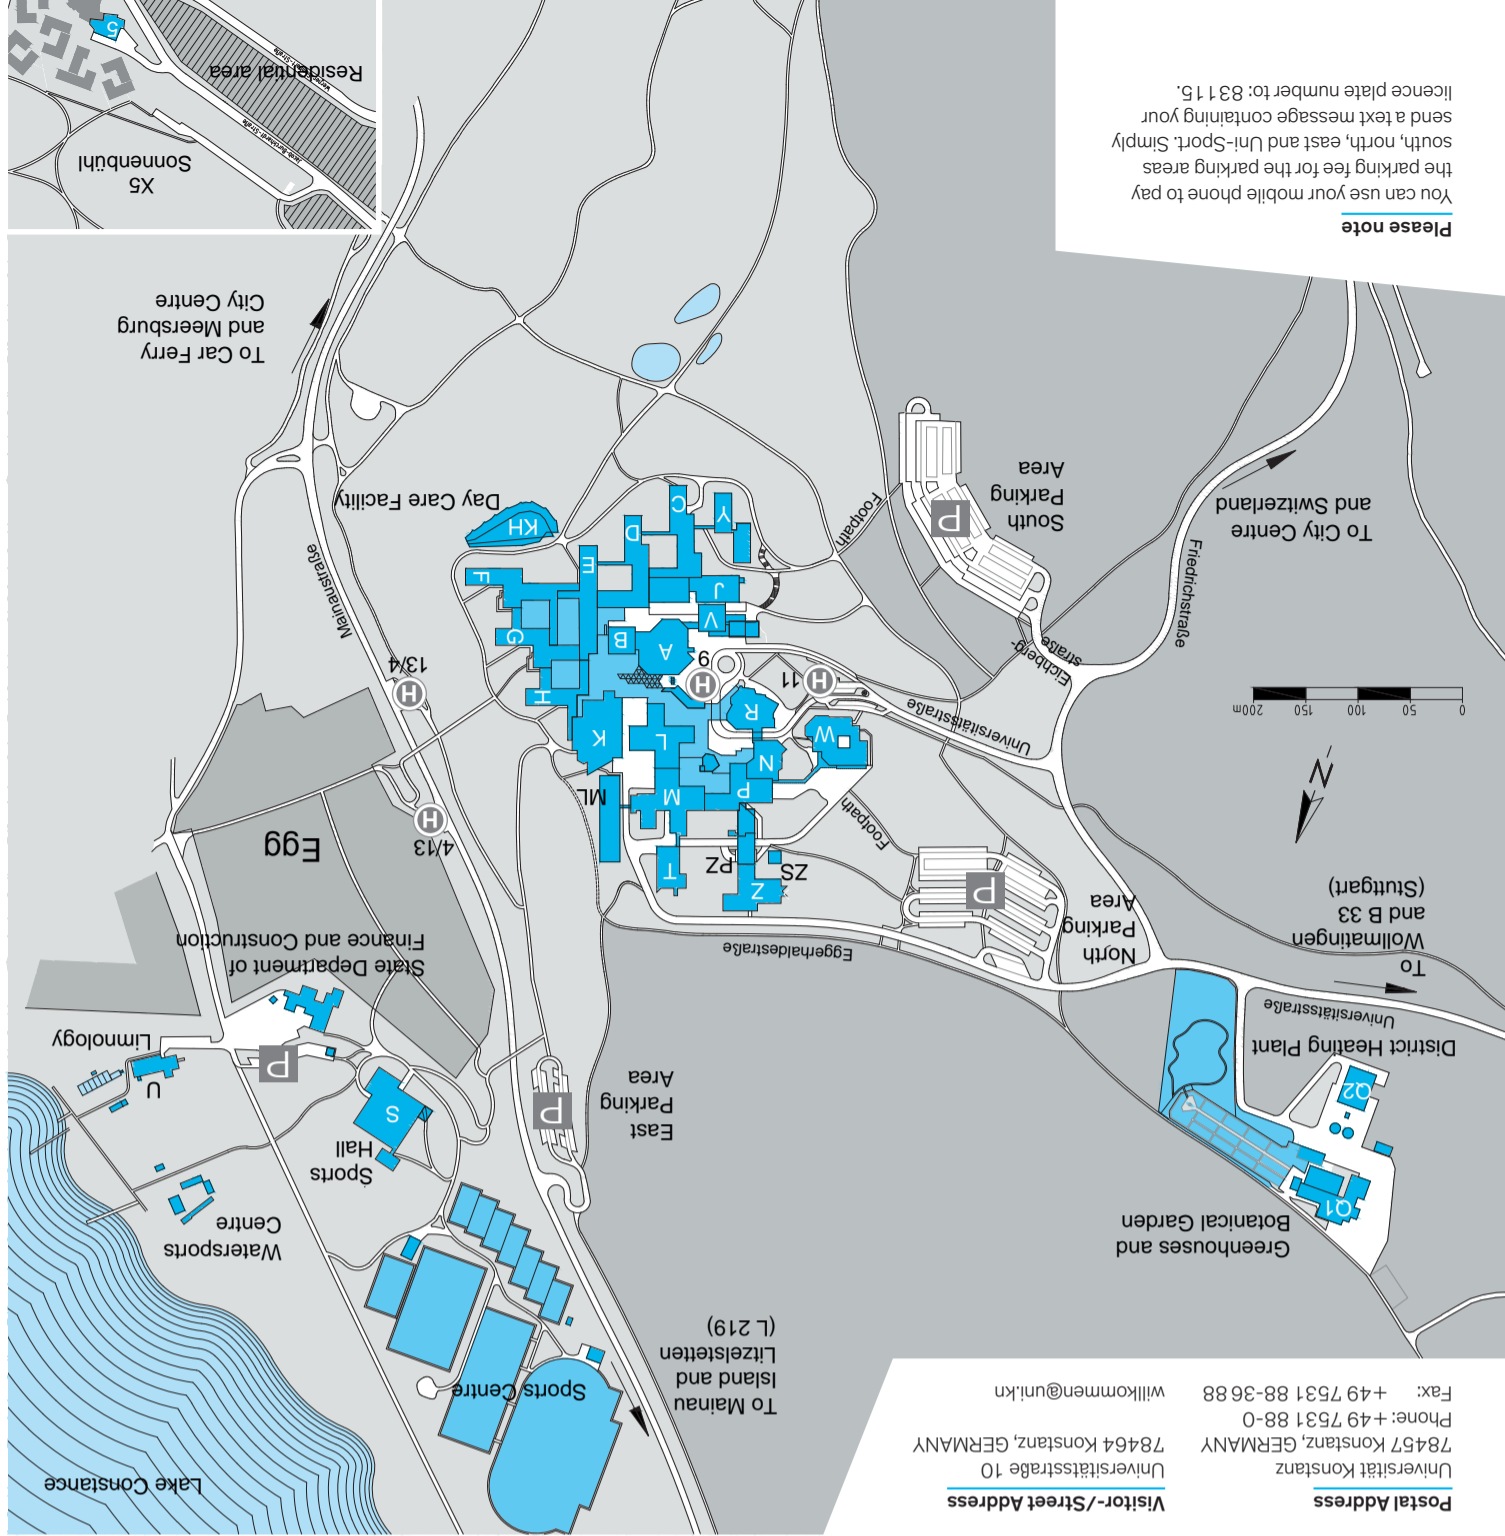 Postal Address
Universität Konstanz
78457 Konstanz, GERMANY
Phone: +49 7531 88-0
Fax: +49 7531 88-36 88
Visitor-/Street Address
Universitätsstraße 10
78464 Konstanz, GERMANY
willkommen@uni.kn
Lake Constance
Sports Centre
To Mainau
Island and
Litzelstetten
(L 219)
Greenhouses and
Botanical Garden
Q1
Q2
District Heating Plant
Watersports
Centre
Sports
Hall
S
U
Limnology
P
East
Parking
Area
P
State Department of
Finance and Construction
Universitätsstraße
To
Wollmatingen
and B 33
(Stuttgart)
North
Parking
Area
P
Eggerhaldestraße
Egg
4/13
H
13/4
H
Mainaustraße
Z
ZS
PZ
T
ML
Footpath
P
M
N
L
K
W
R
H
11
H
9
H
A
B
V
J
G
F
E
D
C
Y
KH
Day Care Facility
N
0
50
100
150
200m
Universitätsstraße
Eichberg-
straße
Friedrichstraße
To City Centre
and Switzerland
South
Parking
Area
P
Footpath
To Car Ferry
and Meersburg
City Centre
Please note
You can use your mobile phone to pay
the parking fee for the parking areas
south, north, east and Uni-Sport. Simply
send a text message containing your
licence plate number to: 83115.
X5
Sonnenbühl
Jacob-Burckhardt-Straße
Residential area
5